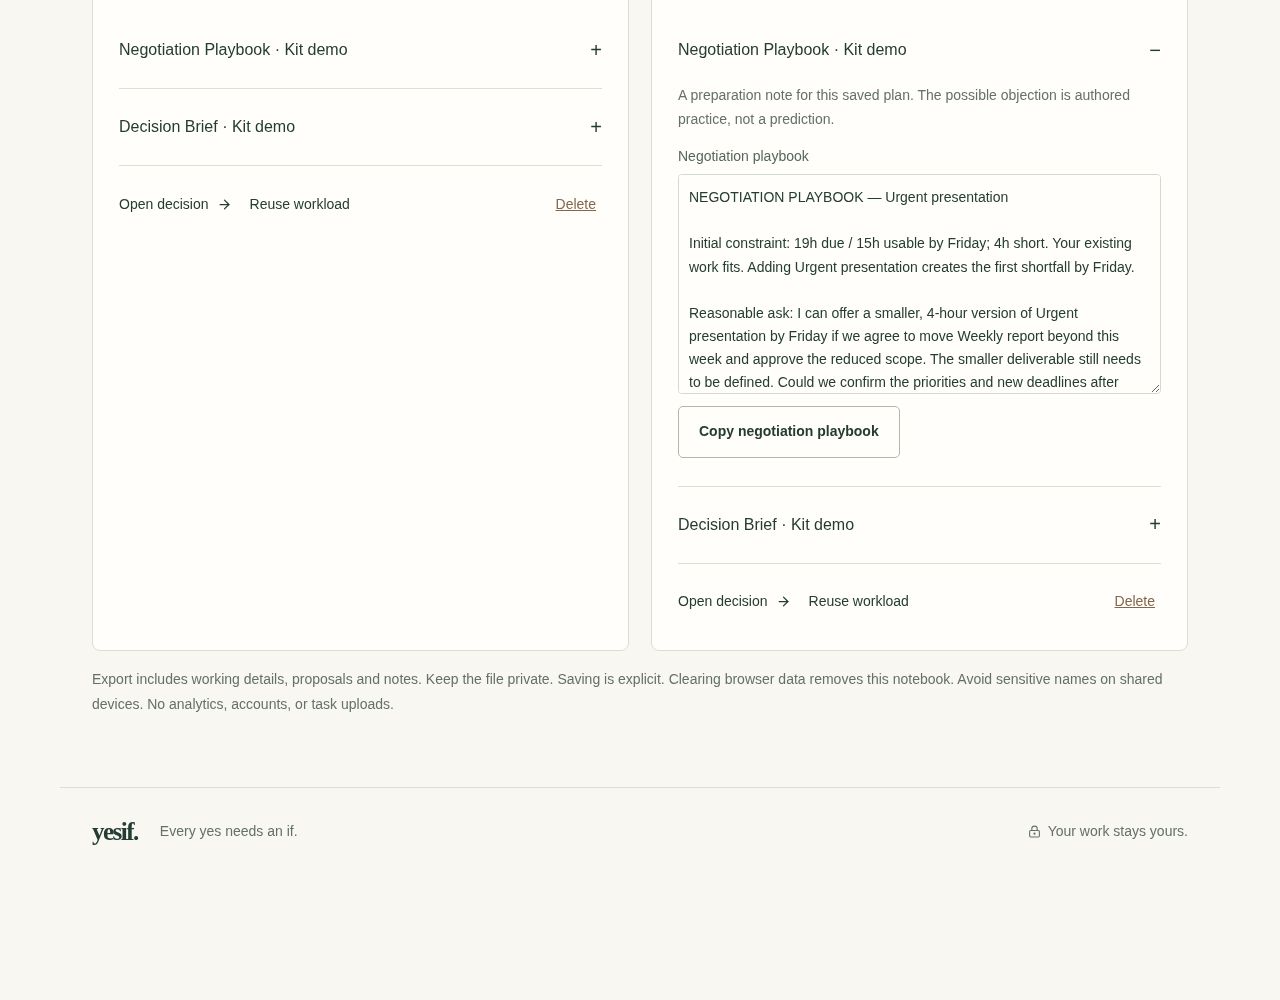 Negotiation Playbook · Kit demo
+
Decision Brief · Kit demo
+
Open decision →
Reuse workload
Delete
Negotiation Playbook · Kit demo
−
A preparation note for this saved plan. The possible objection is authored
practice, not a prediction.
Negotiation playbook
NEGOTIATION PLAYBOOK — Urgent presentation
Initial constraint: 19h due / 15h usable by Friday; 4h short. Your existing
work fits. Adding Urgent presentation creates the first shortfall by Friday.
Reasonable ask: I can offer a smaller, 4-hour version of Urgent
presentation by Friday if we agree to move Weekly report beyond this
week and approve the reduced scope. The smaller deliverable still needs
to be defined. Could we confirm the priorities and new deadlines after
Copy negotiation playbook
Decision Brief · Kit demo
+
Open decision →
Reuse workload
Delete
Export includes working details, proposals and notes. Keep the file private. Saving is explicit. Clearing browser data removes this notebook. Avoid sensitive names on shared
devices. No analytics, accounts, or task uploads.
yesif.
Every yes needs an if.
Your work stays yours.